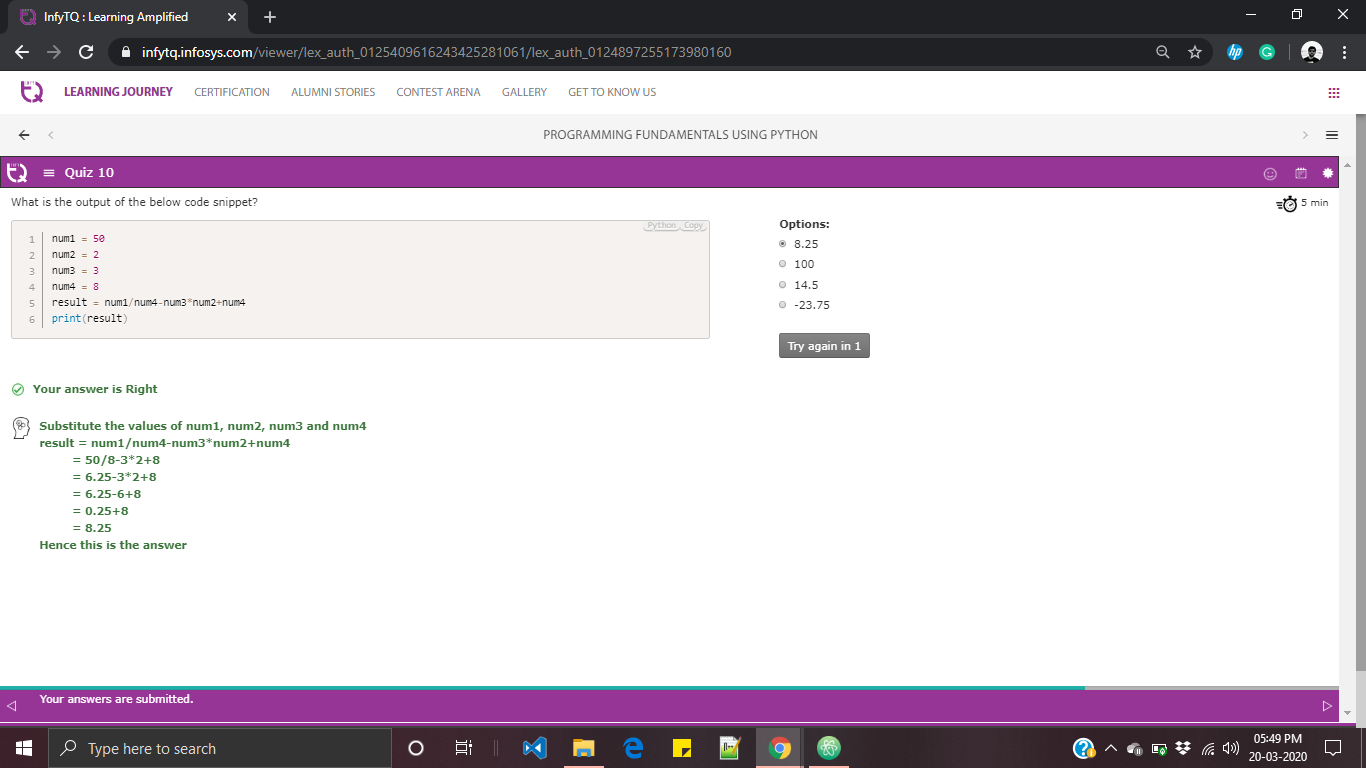 InfyTQ : Learning Amplified
infytq.infosys.com/viewer/lex_auth_0125409616243425281061/lex_auth_0124897255173980160
LEARNING JOURNEY CERTIFICATION ALUMNI STORIES CONTEST ARENA GALLERY GET TO KNOW US
PROGRAMMING FUNDAMENTALS USING PYTHON
Quiz 10
What is the output of the below code snippet?
5 min
Python Copy
1 num1 = 50
2 num2 = 2
3 num3 = 3
4 num4 = 8
5 result = num1/num4-num3*num2+num4
6 print(result)
Options:
8.25
100
14.5
-23.75
Try again in 1
Your answer is Right
Substitute the values of num1, num2, num3 and num4
result = num1/num4-num3*num2+num4
= 50/8-3*2+8
= 6.25-3*2+8
= 6.25-6+8
= 0.25+8
= 8.25
Hence this is the answer
Your answers are submitted.
Type here to search
05:49 PM
20-03-2020